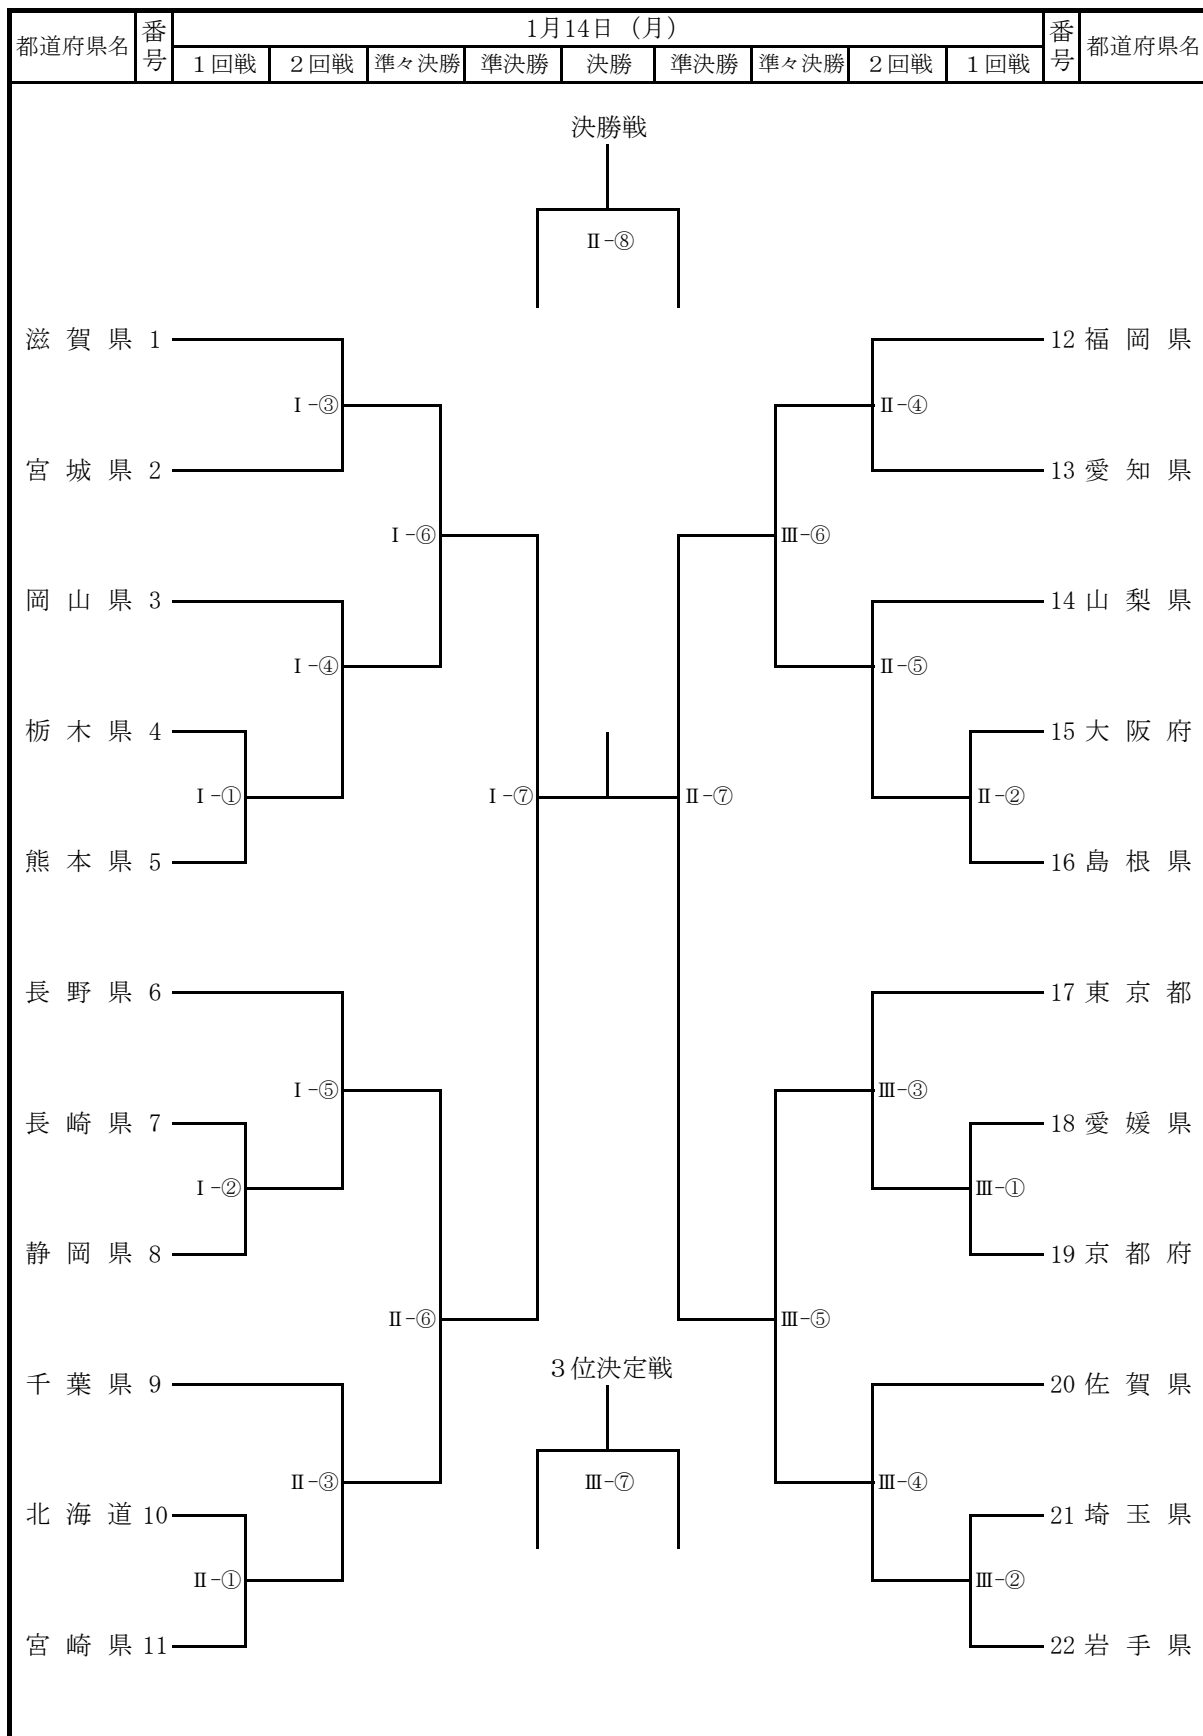 都道府県名 番号 1月14日（月） 番号 都道府県名
１回戦 ２回戦 準々決勝 準決勝 決勝 準決勝 準々決勝 ２回戦 １回戦
決勝戦
Ⅱ-⑧
滋賀県 1 12 福岡県
Ⅰ-③ Ⅱ-④
宮城県 2 13 愛知県
Ⅰ-⑥ Ⅲ-⑥
岡山県 3 14 山梨県
Ⅰ-④ Ⅱ-⑤
栃木県 4 15 大阪府
Ⅰ-① Ⅰ-⑦ Ⅱ-⑦ Ⅱ-②
熊本県 5 16 島根県
長野県 6 17 東京都
Ⅰ-⑤ Ⅲ-③
長崎県 7 18 愛媛県
Ⅰ-② Ⅲ-①
静岡県 8 19 京都府
Ⅱ-⑥ Ⅲ-⑤
３位決定戦
千葉県 9 20 佐賀県
Ⅱ-③ Ⅲ-⑦ Ⅲ-④
北海道 10 21 埼玉県
Ⅱ-① Ⅲ-②
宮崎県 11 22 岩手県